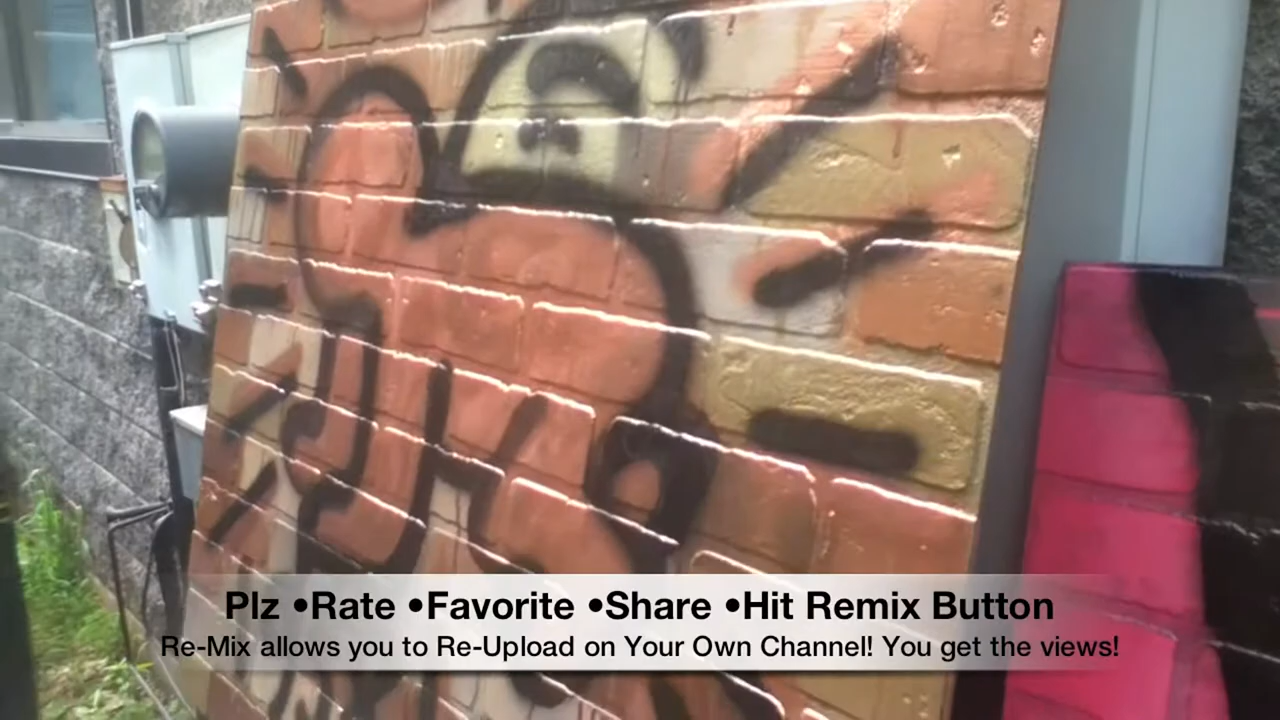 Plz •Rate •Favorite •Share •Hit Remix Button
Re-Mix allows you to Re-Upload on Your Own Channel! You get the views!